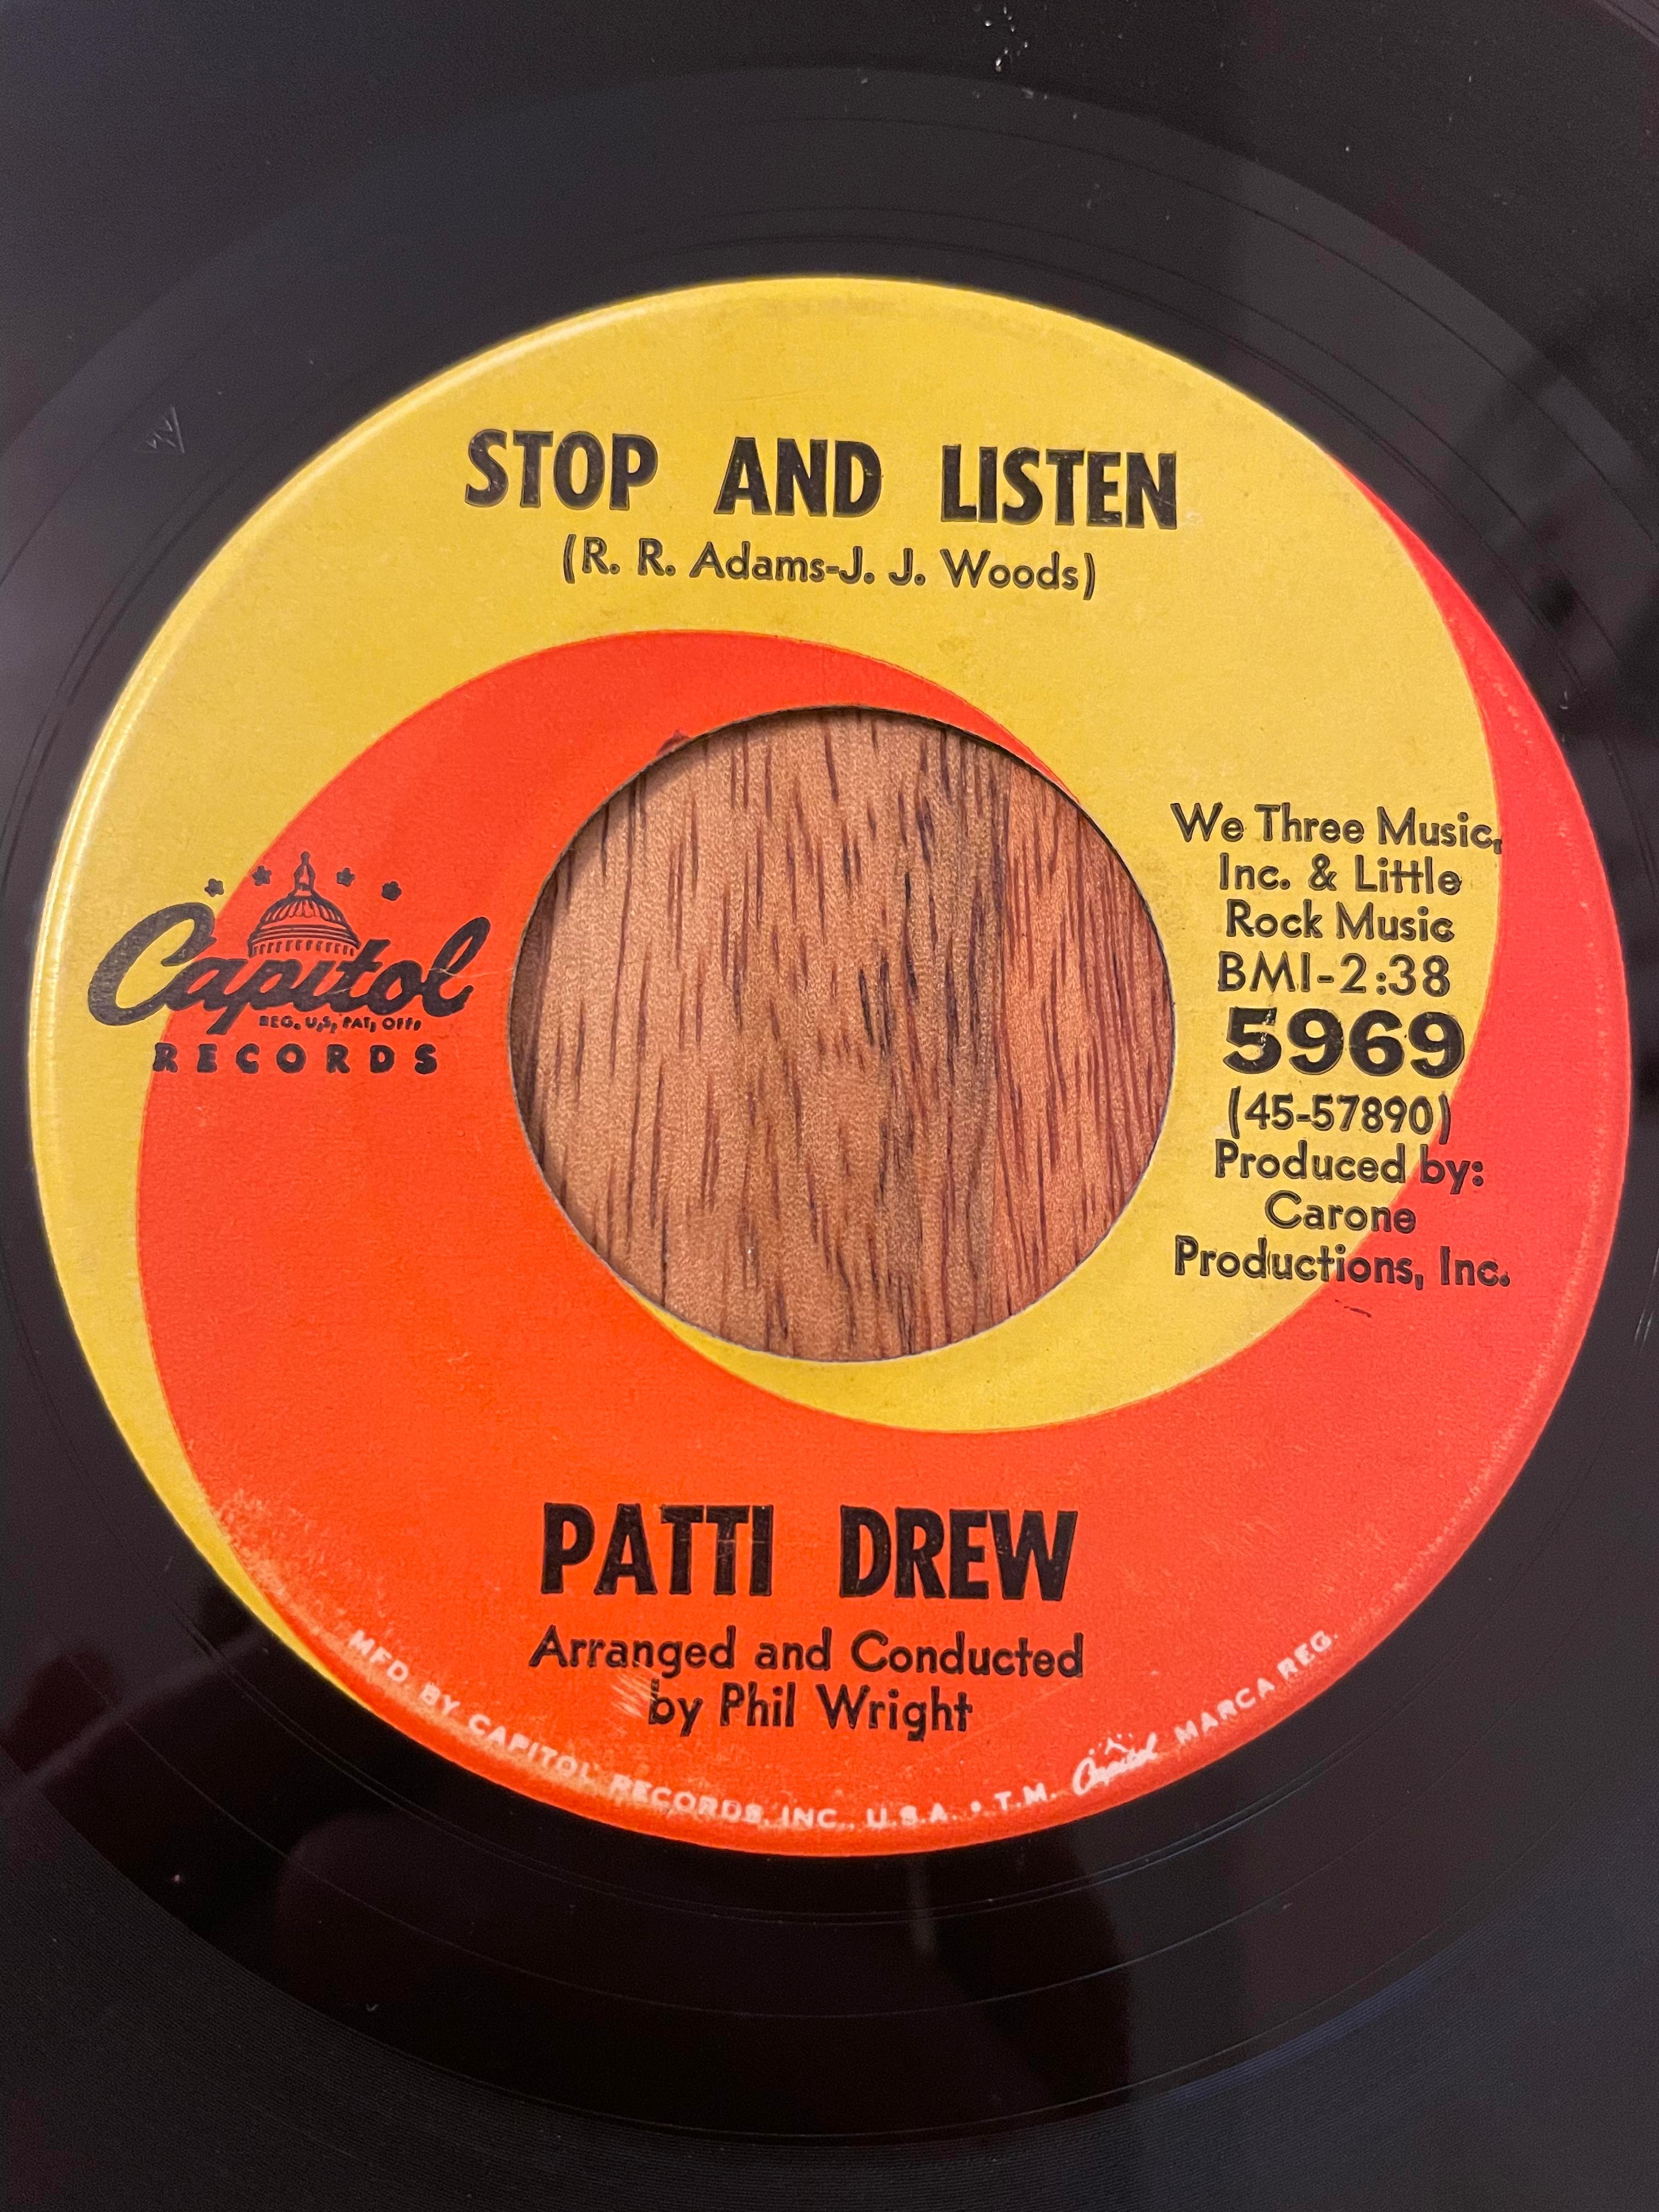 STOP AND LISTEN
(R. R. Adams-J. J. Woods)
Capitol
REG. U.S. PAT. OFF.
RECORDS
We Three Music,
Inc. & Little
Rock Music
BMI-2:38
5969
(45-57890)
Produced by:
Carone
Productions, Inc.
PATTI DREW
Arranged and Conducted
by Phil Wright
MFD. BY CAPITOL RECORDS, INC., U.S.A. • T.M. Capitol MARCA REG.